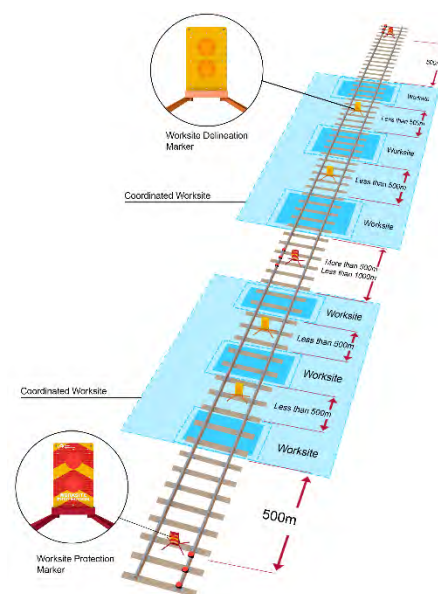 500m
Worksite
Less than 500m
Worksite Delineation
Marker
Worksite
Less than 500m
Coordinated Worksite
Worksite
More than 500m
Less than 1000m
Worksite
Less than 500m
Worksite
Coordinated Worksite
Less than 500m
Worksite
500m
Worksite Protection
Marker